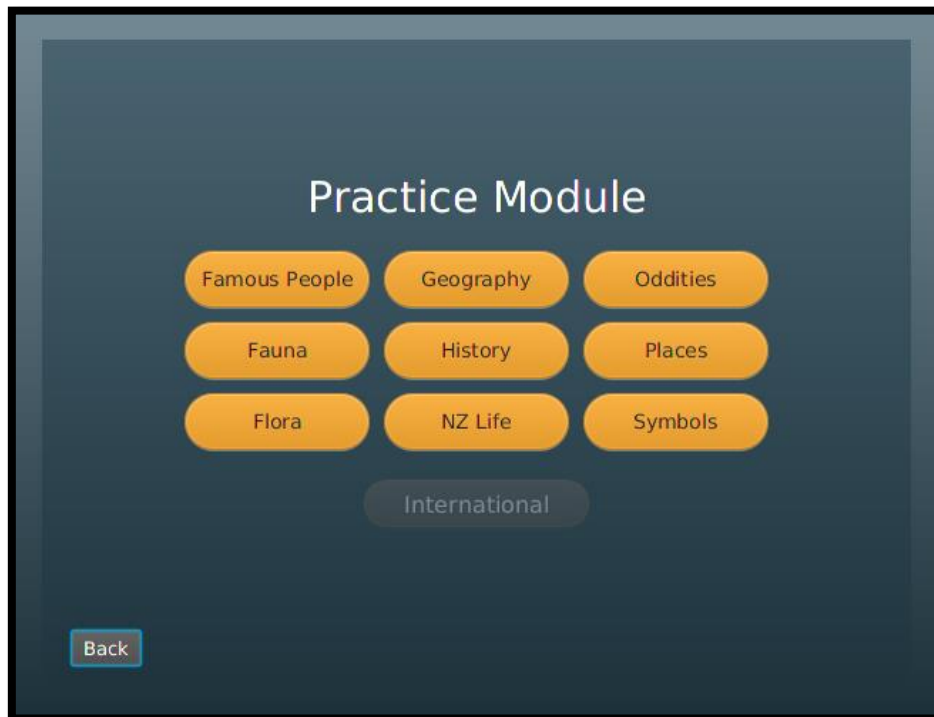 Practice Module
Famous People Geography Oddities
Fauna History Places
Flora NZ Life Symbols
International
Back